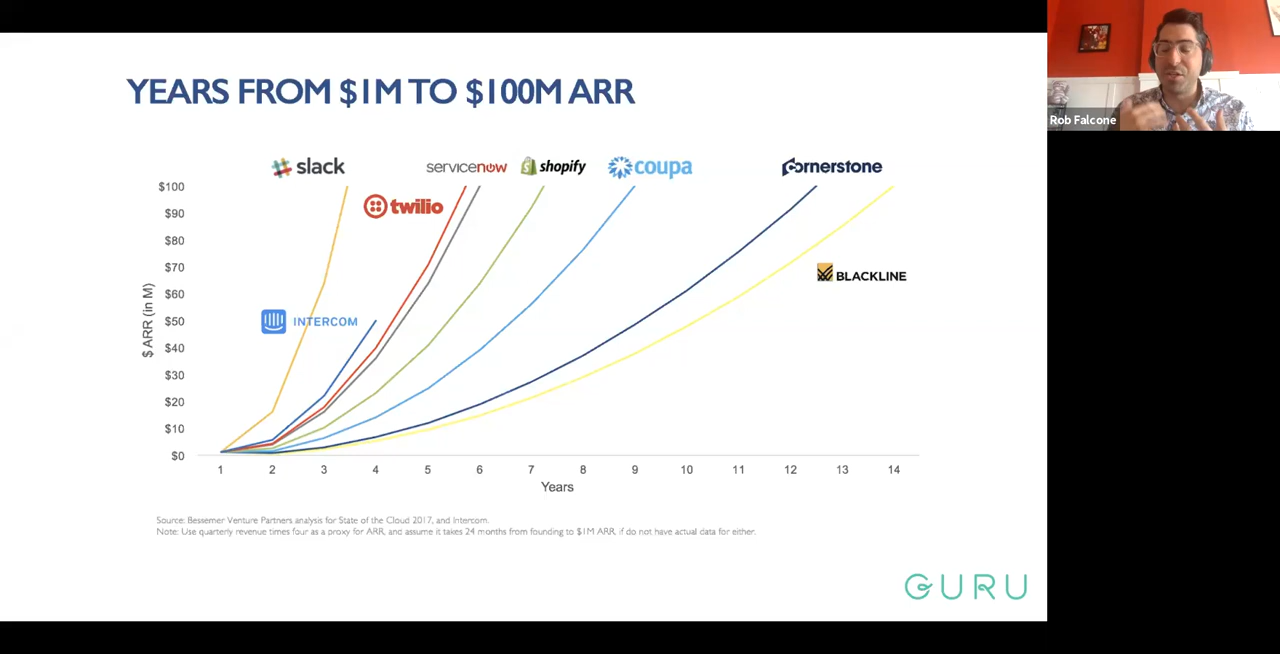 YEARS FROM $1M TO $100M ARR
Rob Falcone
slack
servicenow
shopify
coupa
cornerstone
twilio
INTERCOM
BLACKLINE
$100
$90
$80
$70
$60
$50
$40
$30
$20
$10
$0
$ ARR (in M)
1 2 3 4 5 6 7 8 9 10 11 12 13 14
Years
Source: Bessemer Venture Partners analysis for State of the Cloud 2017, and Intercom.
Note: Use quarterly revenue times four as a proxy for ARR, and assume it takes 24 months from founding to $1M ARR, if do not have actual data for either.
GURU